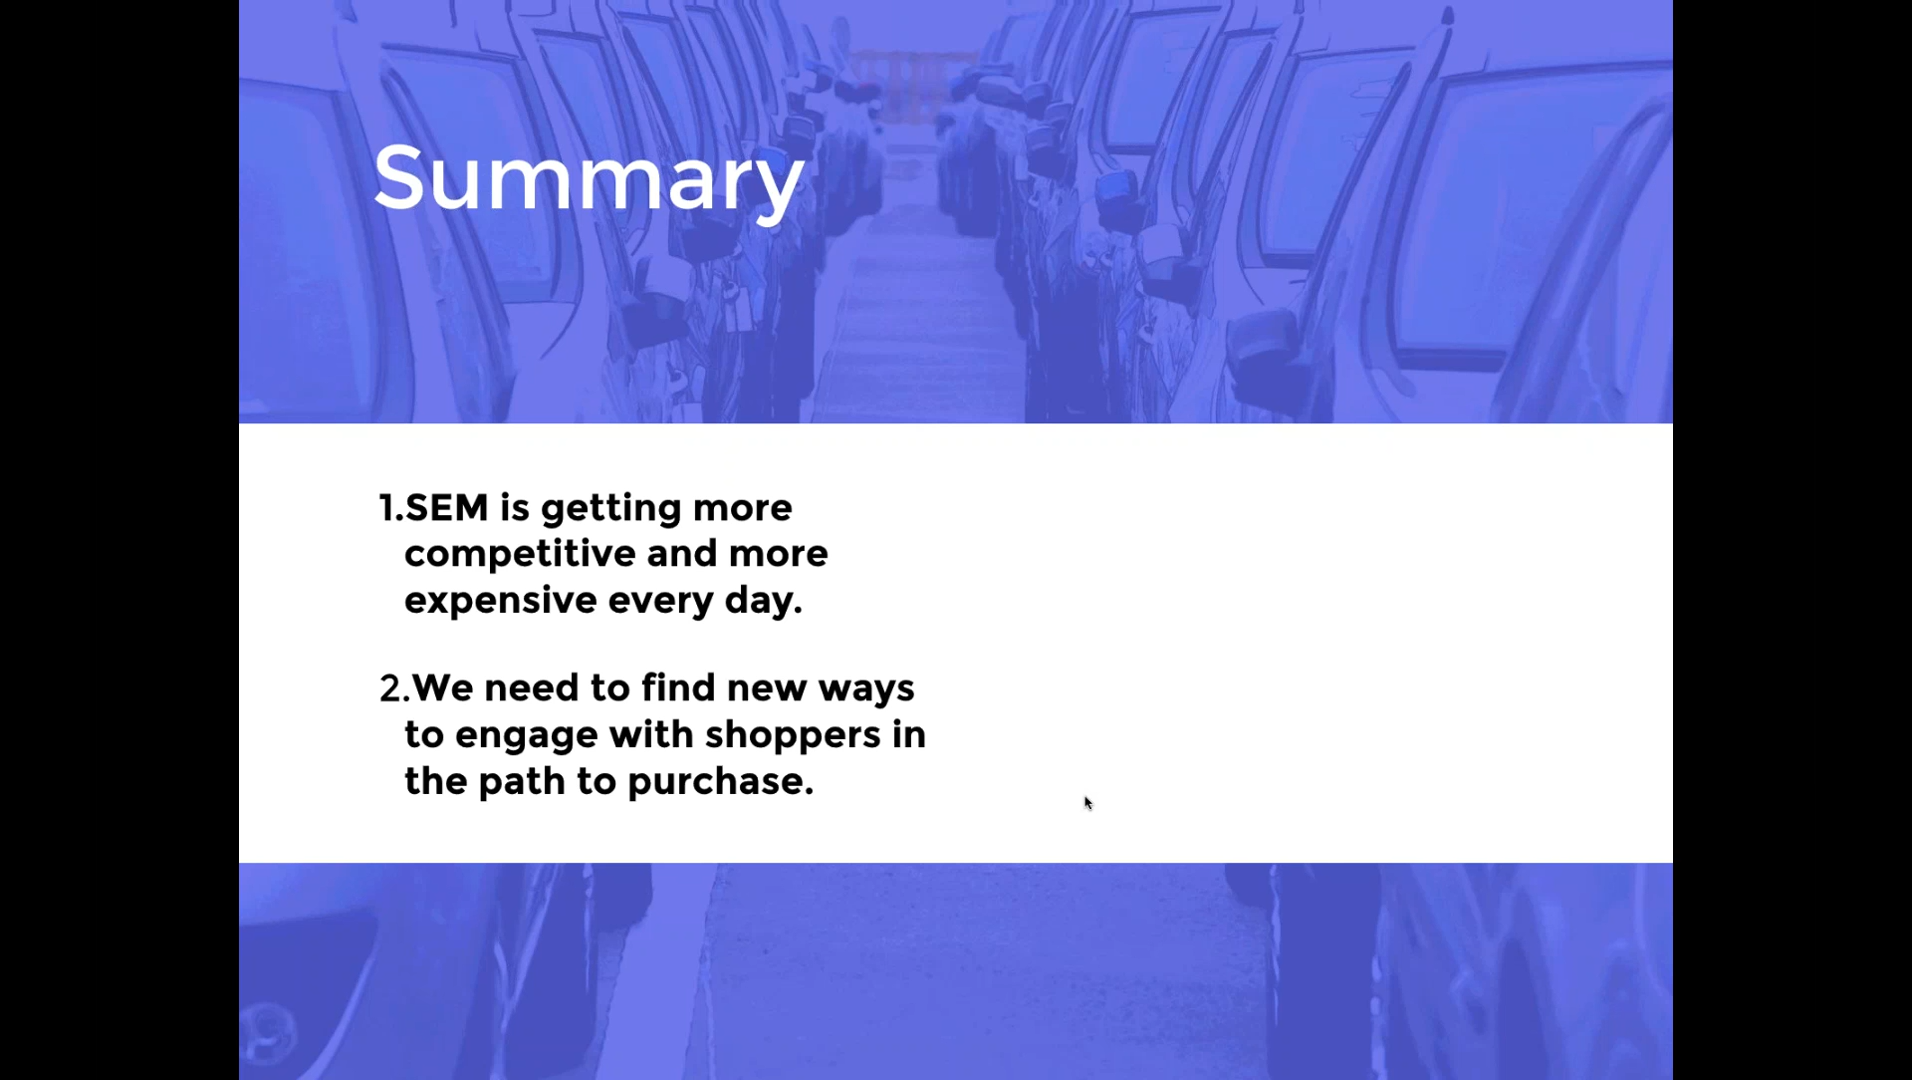 Summary
1.SEM is getting more
competitive and more
expensive every day.
2.We need to find new ways
to engage with shoppers in
the path to purchase.